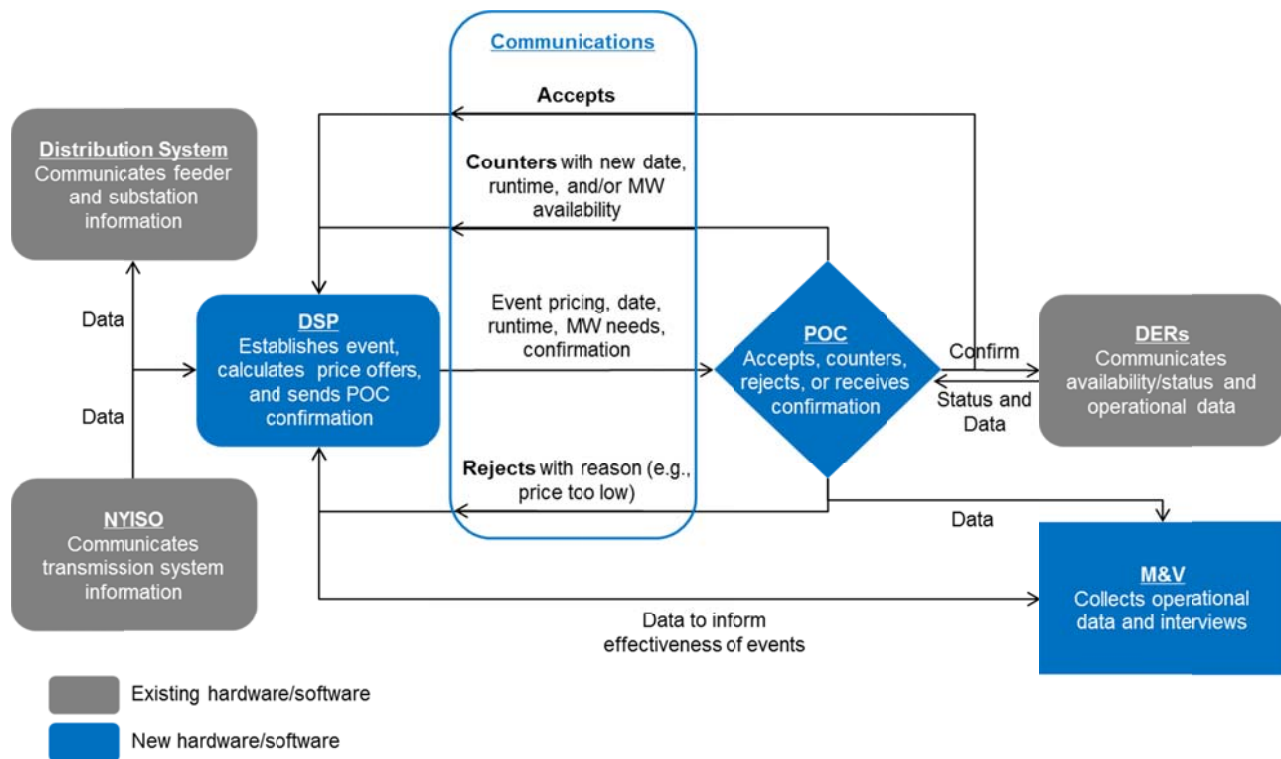 Communications
Accepts
Counters with new date,
runtime, and/or MW
availability
Distribution System
Communicates feeder
and substation
information
Data
Data
DSP
Establishes event,
calculates price offers,
and sends POC
confirmation
Event pricing, date,
runtime, MW needs,
confirmation
POC
Accepts, counters,
rejects, or receives
confirmation
Confirm
Status and
Data
DERs
Communicates
availability/status and
operational data
Rejects with reason (e.g.,
price too low)
NYISO
Communicates
transmission system
information
Data
M&V
Collects operational
data and interviews
Data to inform
effectiveness of events
Existing hardware/software
New hardware/software